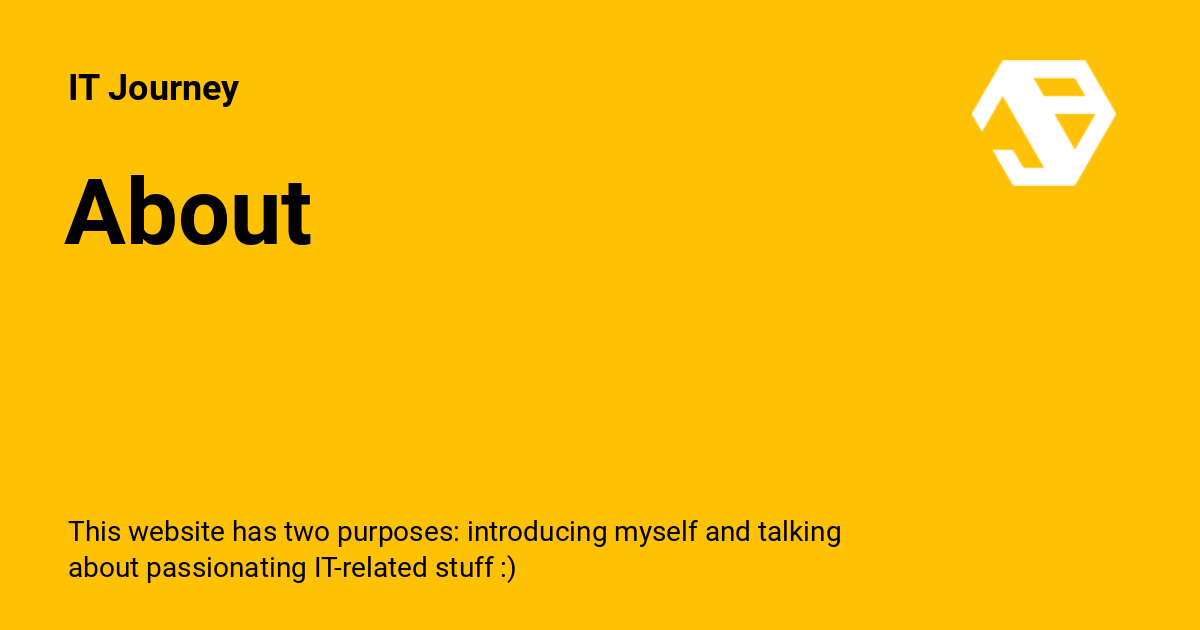 IT Journey
About
This website has two purposes: introducing myself and talking
about passionating IT-related stuff :)